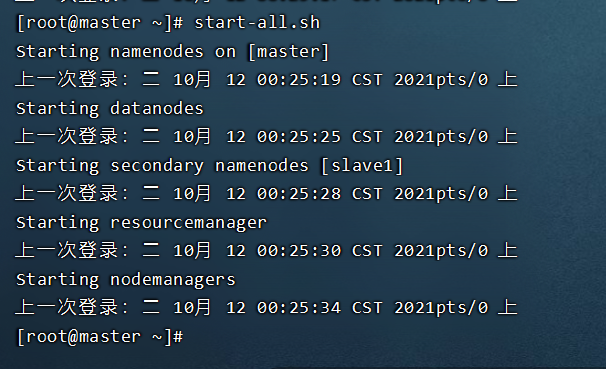 [root@master ~]# start-all.sh
Starting namenodes on [master]
上一次登录：二 10月 12 00:25:19 CST 2021pts/0 上
Starting datanodes
上一次登录：二 10月 12 00:25:25 CST 2021pts/0 上
Starting secondary namenodes [slave1]
上一次登录：二 10月 12 00:25:28 CST 2021pts/0 上
Starting resourcemanager
上一次登录：二 10月 12 00:25:30 CST 2021pts/0 上
Starting nodemanagers
上一次登录：二 10月 12 00:25:34 CST 2021pts/0 上
[root@master ~]#